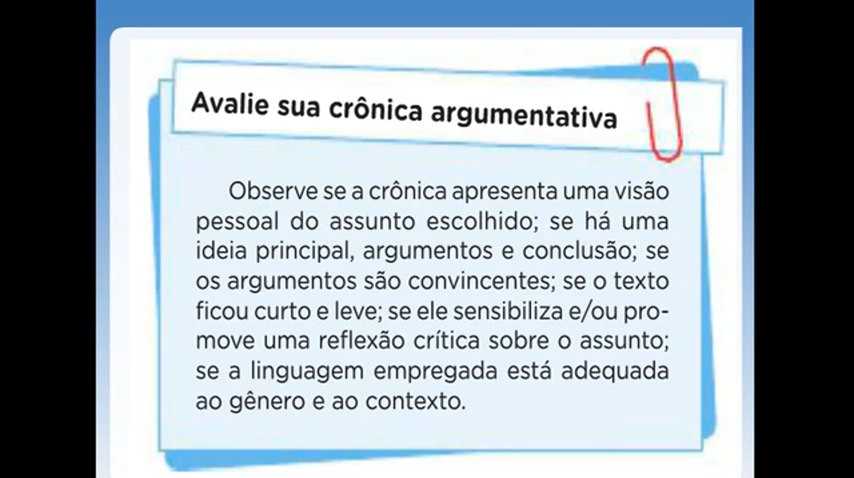 Avalie sua crônica argumentativa
Observe se a crônica apresenta uma visão
pessoal do assunto escolhido; se há uma
ideia principal, argumentos e conclusão; se
os argumentos são convincentes; se o texto
ficou curto e leve; se ele sensibiliza e/ou pro-
move uma reflexão crítica sobre o assunto;
se a linguagem empregada está adequada
ao gênero e ao contexto.